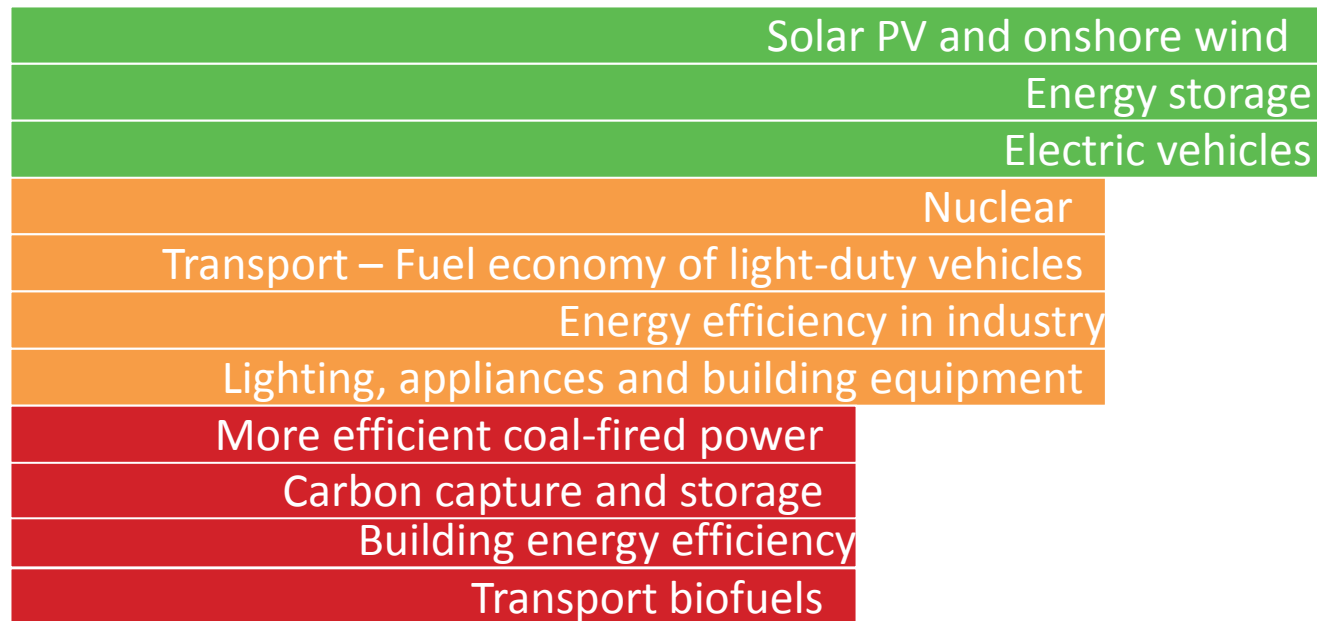 Solar PV and onshore wind
Energy storage
Electric vehicles
Nuclear
Transport – Fuel economy of light-duty vehicles
Energy efficiency in industry
Lighting, appliances and building equipment
More efficient coal-fired power
Carbon capture and storage
Building energy efficiency
Transport biofuels